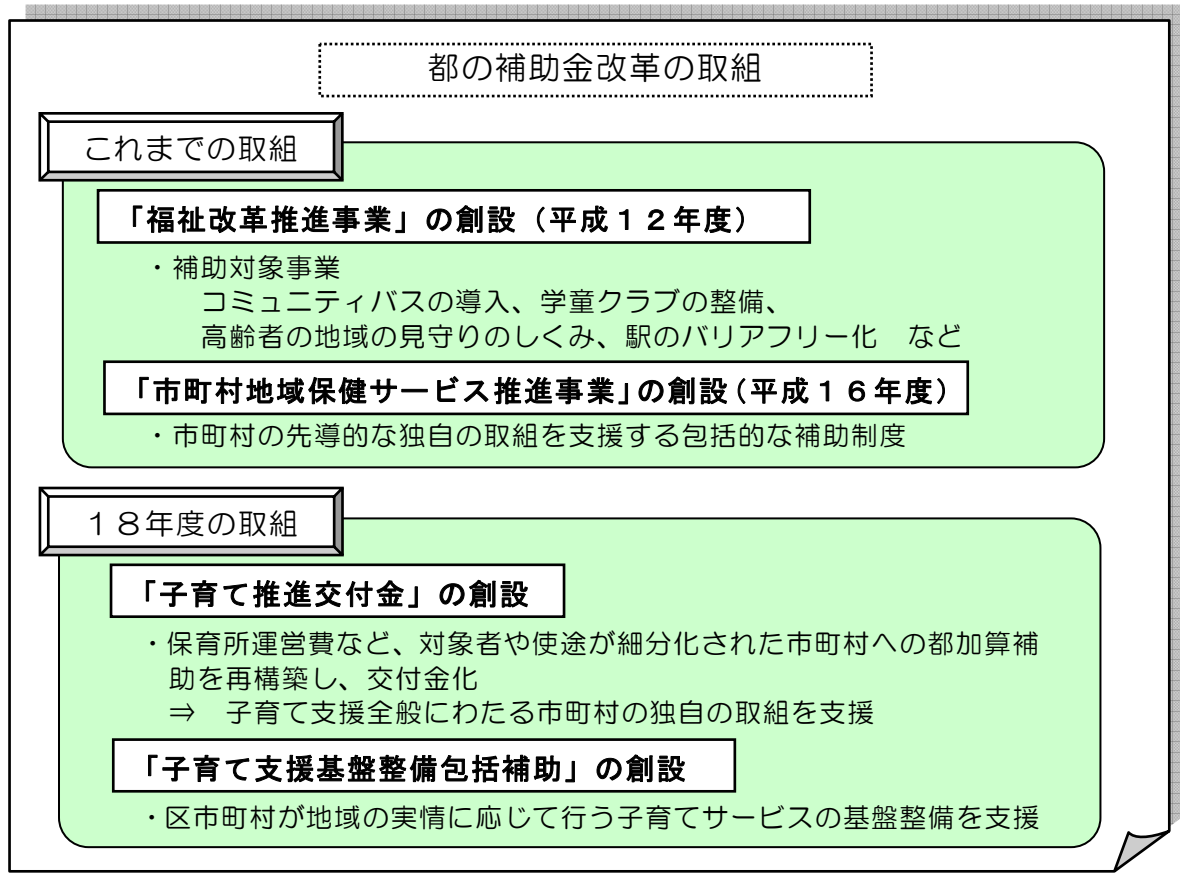 都の補助金改革の取組
これまでの取組
「福祉改革推進事業」の創設（平成１２年度）
・補助対象事業
コミュニティバスの導入、学童クラブの整備、
高齢者の地域の見守りのしくみ、駅のバリアフリー化　など
「市町村地域保健サービス推進事業」の創設（平成１６年度）
・市町村の先導的な独自の取組を支援する包括的な補助制度
１８年度の取組
「子育て推進交付金」の創設
・保育所運営費など、対象者や使途が細分化された市町村への都加算補
助を再構築し、交付金化
⇒　子育て支援全般にわたる市町村の独自の取組を支援
「子育て支援基盤整備包括補助」の創設
・区市町村が地域の実情に応じて行う子育てサービスの基盤整備を支援